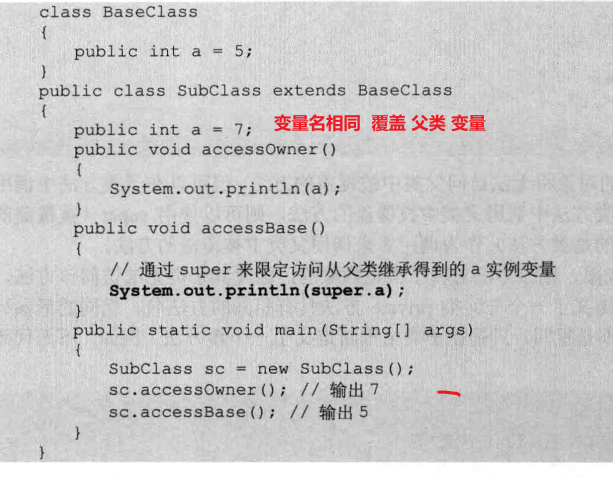 class BaseClass
{
public int a = 5;
}
public class SubClass extends BaseClass
{
public int a = 7; 变量名相同 覆盖 父类 变量
public void accessOwner()
{
System.out.println(a);
}
public void accessBase()
{
// 通过 super 来限定访问从父类继承得到的 a 实例变量
System.out.println(super.a);
}
public static void main(String[] args)
{
SubClass sc = new SubClass();
sc.accessOwner(); // 输出 7
sc.accessBase(); // 输出 5
}
}